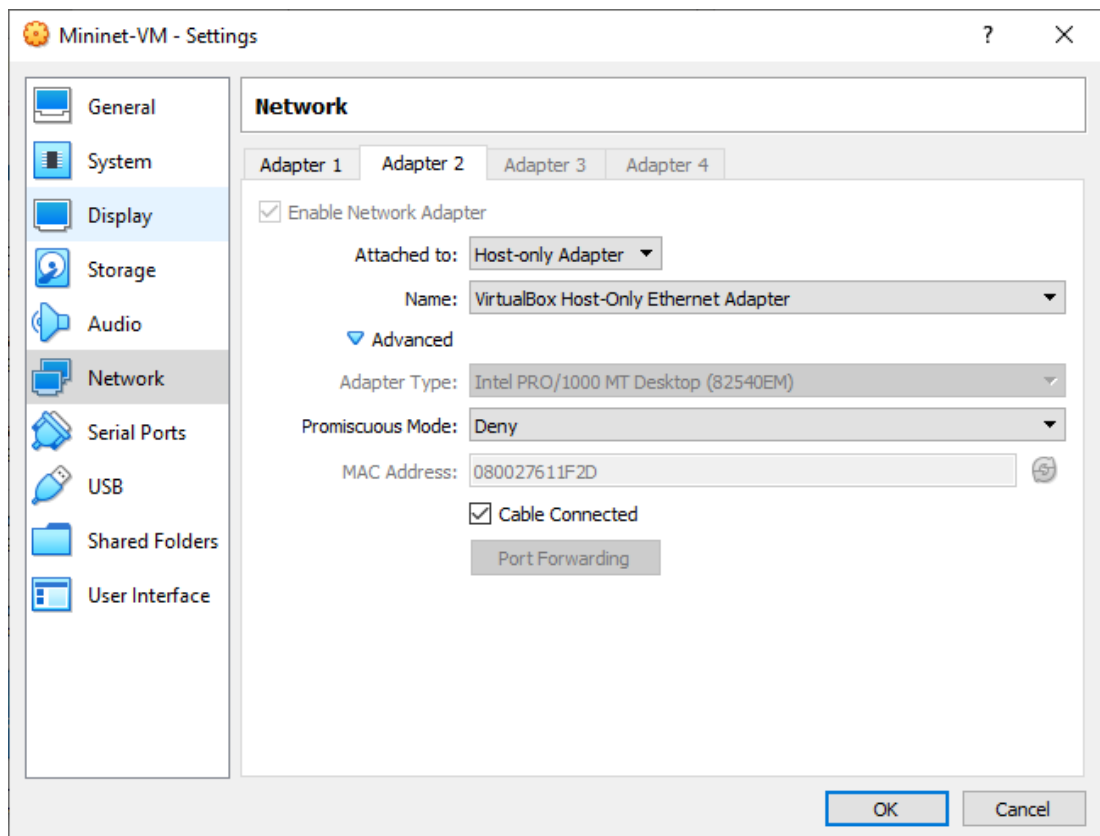 Mininet-VM - Settings
?
General
System
Display
Storage
Audio
Network
Serial Ports
USB
Shared Folders
User Interface
Network
Adapter 1 Adapter 2 Adapter 3 Adapter 4
Enable Network Adapter
Attached to: Host-only Adapter
Name: VirtualBox Host-Only Ethernet Adapter
Advanced
Adapter Type: Intel PRO/1000 MT Desktop (82540EM)
Promiscuous Mode: Deny
MAC Address: 080027611F2D
Cable Connected
Port Forwarding
OK Cancel